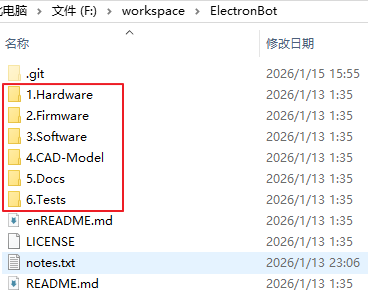 电脑 > 文件 (F:) > workspace > ElectronBot
名称 修改日期
.git 2026/1/15 15:55
1.Hardware 2026/1/13 1:35
2.Firmware 2026/1/13 1:35
3.Software 2026/1/13 1:35
4.CAD-Model 2026/1/13 1:35
5.Docs 2026/1/13 1:35
6.Tests 2026/1/13 1:35
enREADME.md 2026/1/13 1:35
LICENSE 2026/1/13 1:35
notes.txt 2026/1/13 23:06
README.md 2026/1/13 1:35